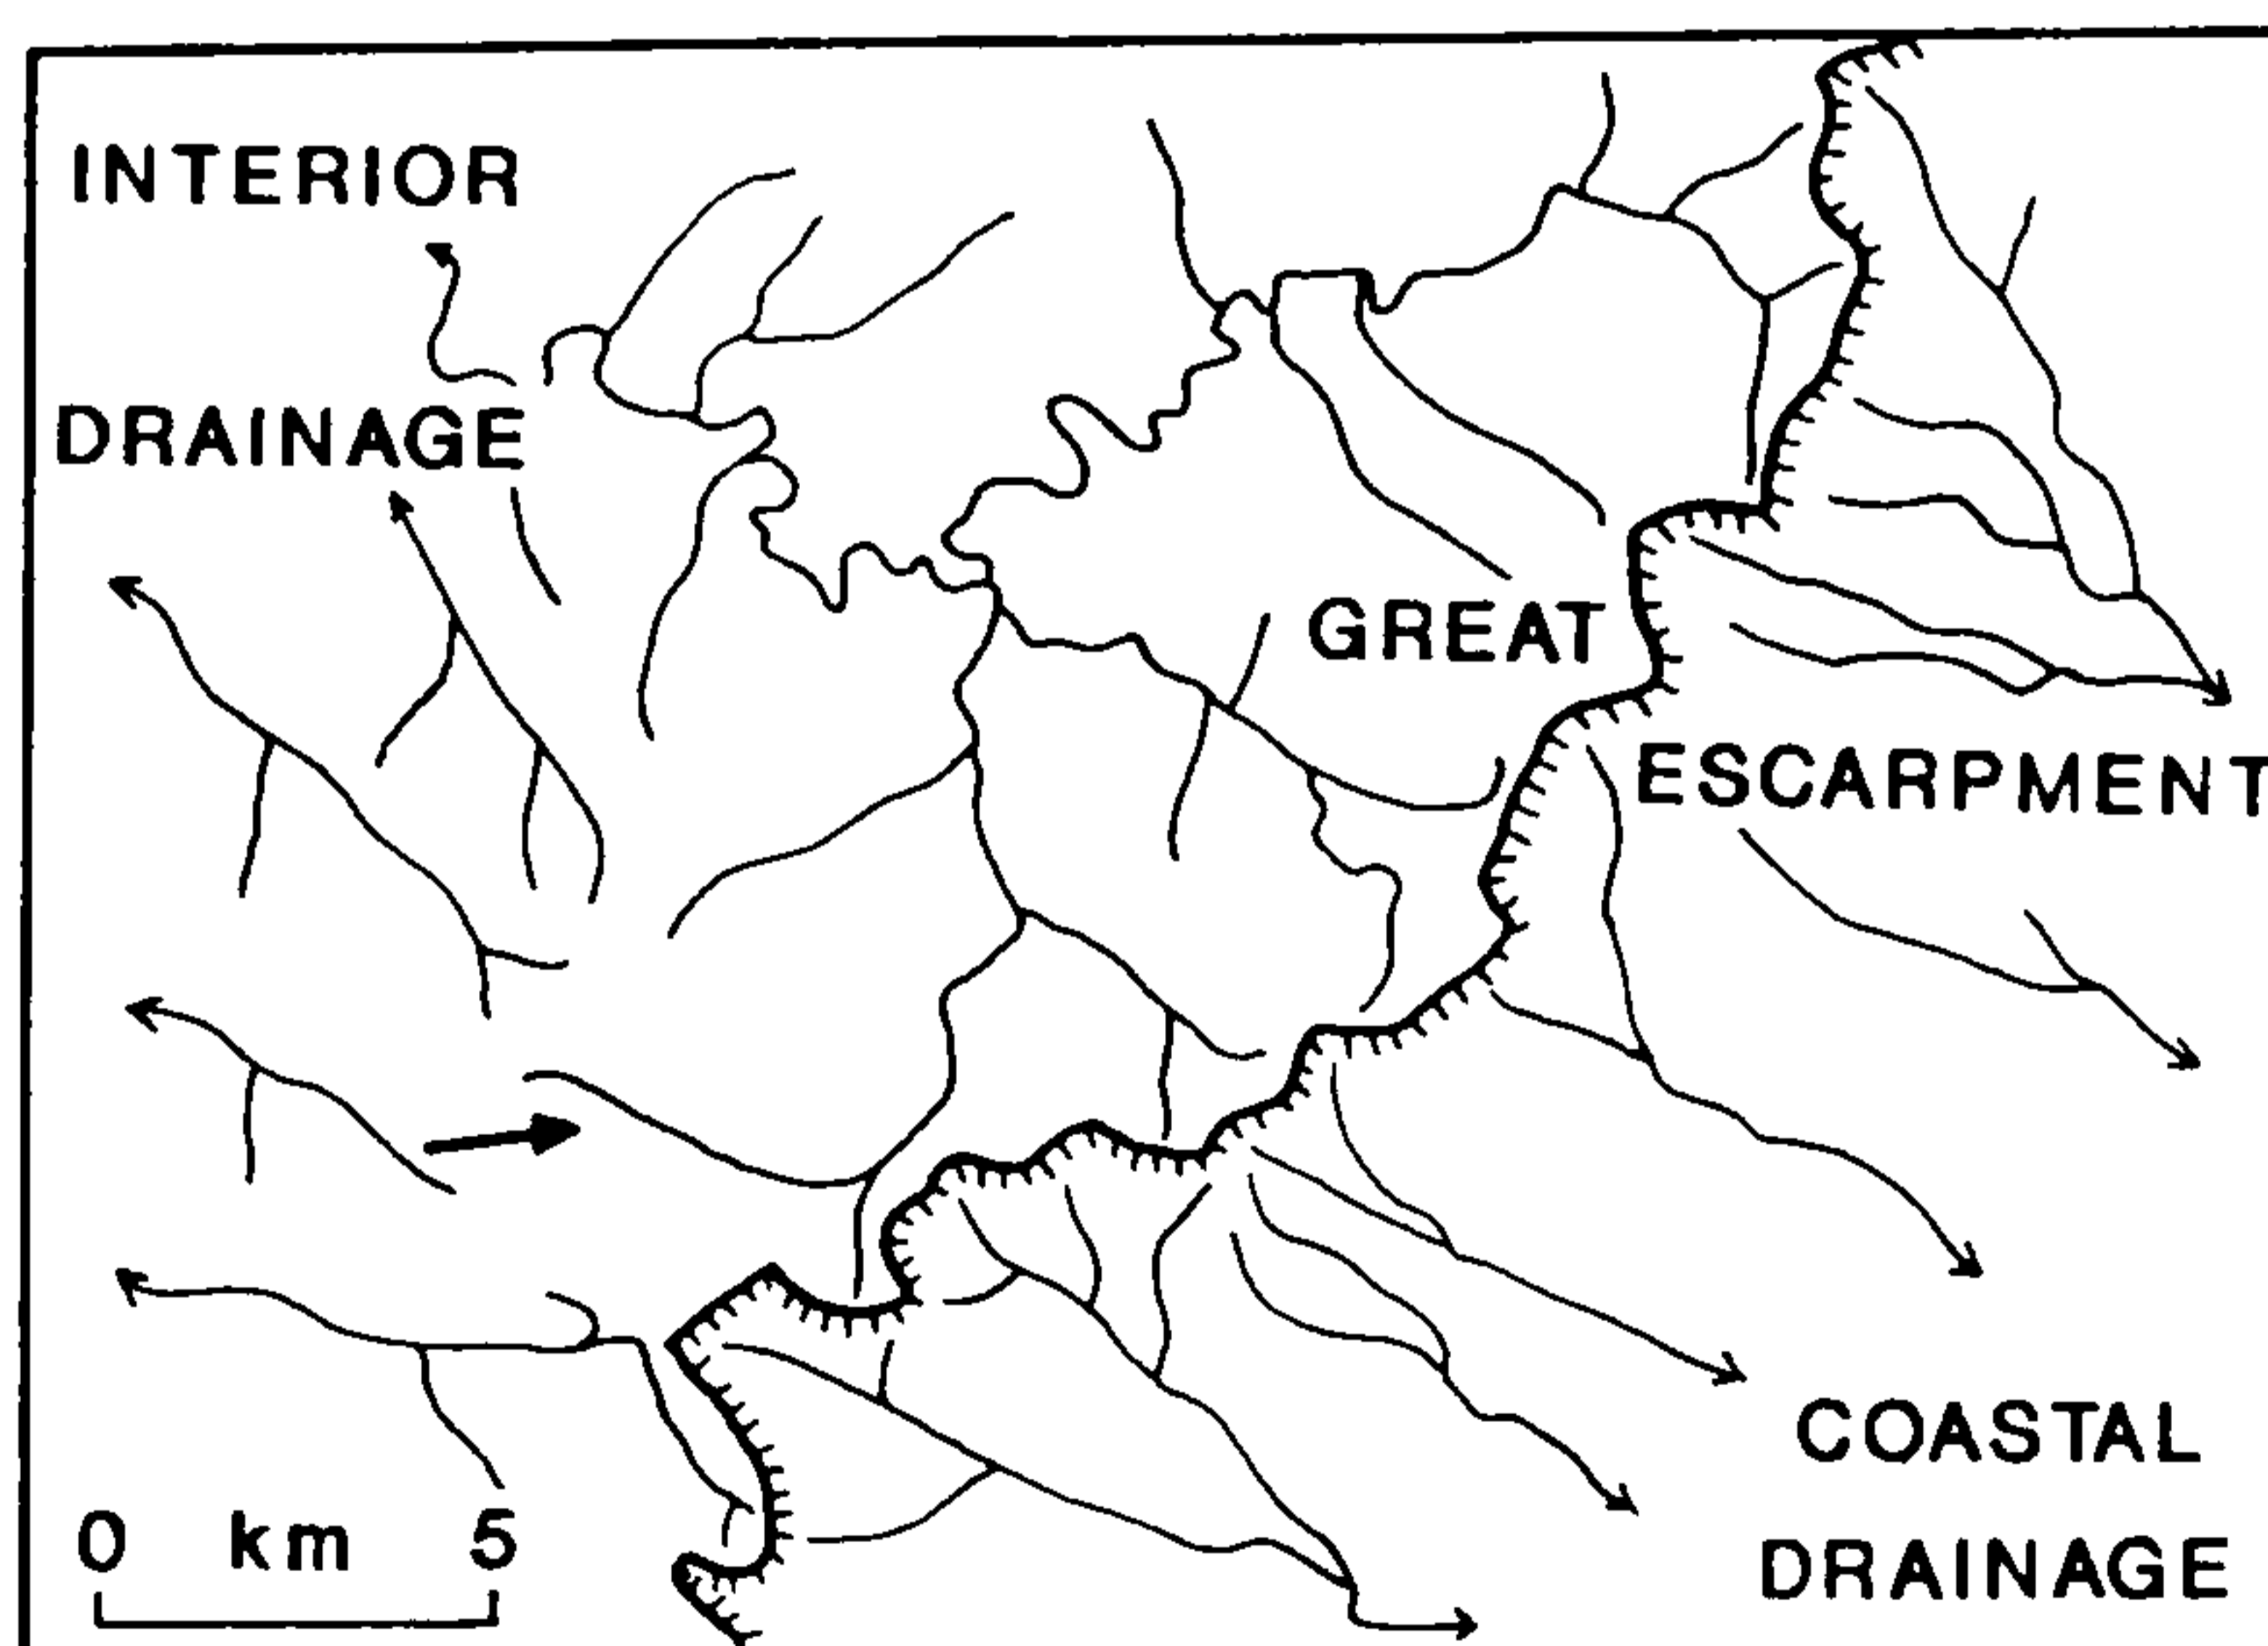 INTERIOR
DRAINAGE
GREAT
ESCARPMENT
COASTAL
DRAINAGE
0 km 5